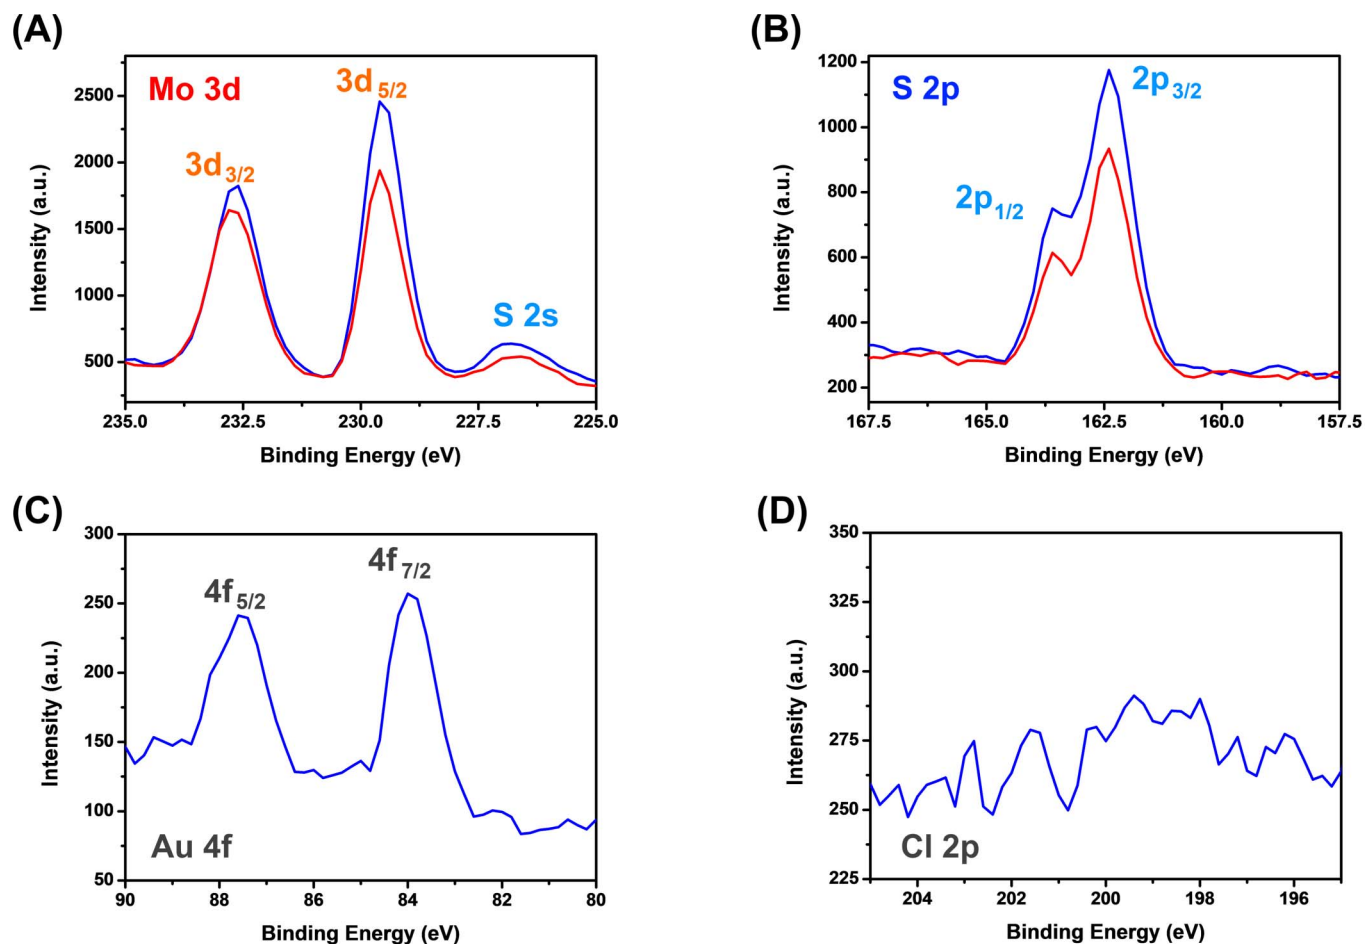 (A)
Mo 3d
3d5/2
3d3/2
S 2s
2500
2000
1500
1000
500
Intensity (a.u.)
235.0 232.5 230.0 227.5 225.0
Binding Energy (eV)
(B)
S 2p
2p3/2
2p1/2
1200
1000
800
600
400
200
Intensity (a.u.)
167.5 165.0 162.5 160.0 157.5
Binding Energy (eV)
(C)
4f7/2
4f5/2
Au 4f
300
250
200
150
100
50
Intensity (a.u.)
90 88 86 84 82 80
Binding Energy (eV)
(D)
Cl 2p
350
325
300
275
250
225
Intensity (a.u.)
204 202 200 198 196
Binding Energy (eV)